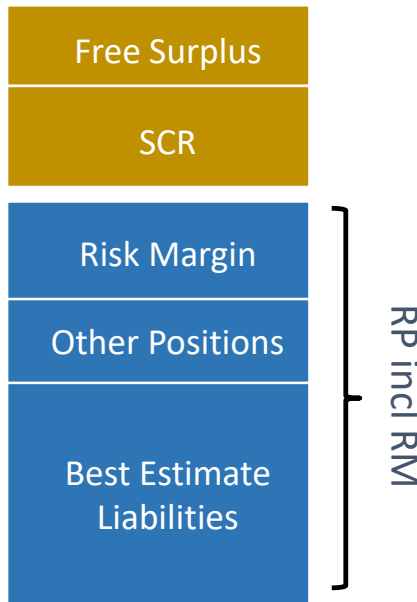 Free Surplus
SCR
Risk Margin
Other Positions
Best Estimate
Liabilities
RP incl RM